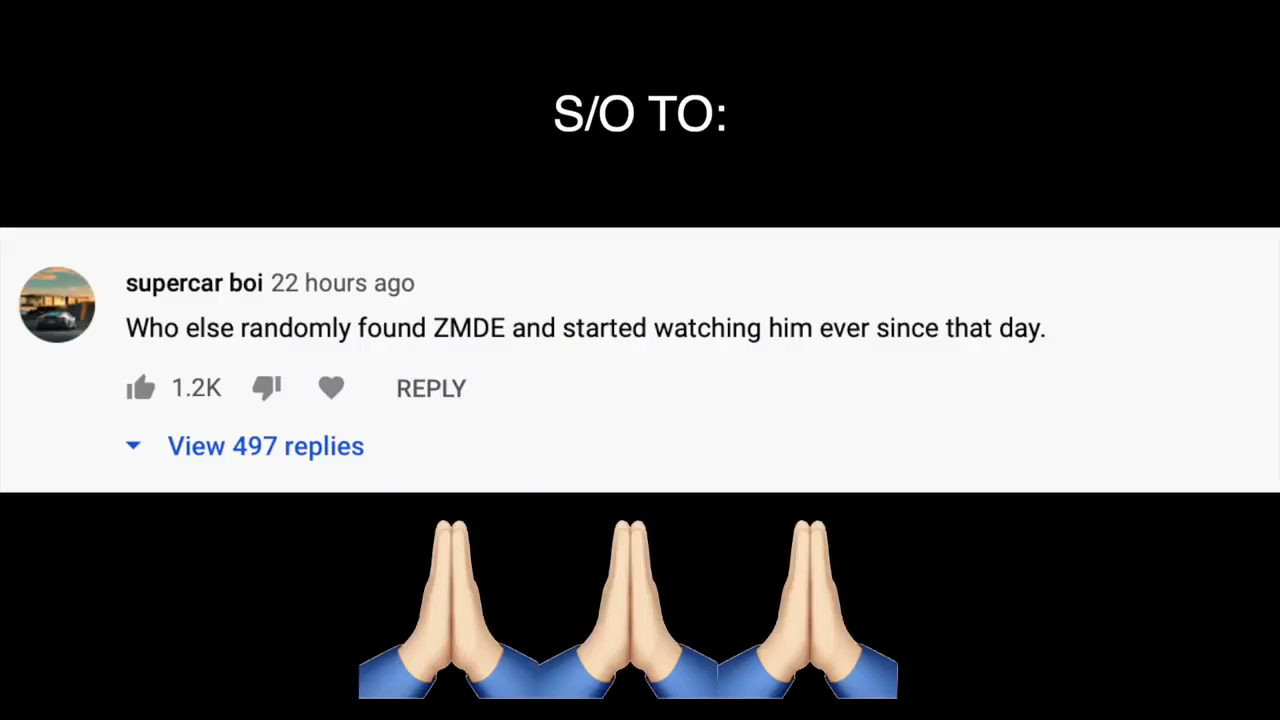 S/O TO:
supercar boi 22 hours ago
Who else randomly found ZMDE and started watching him ever since that day.
1.2K REPLY
View 497 replies